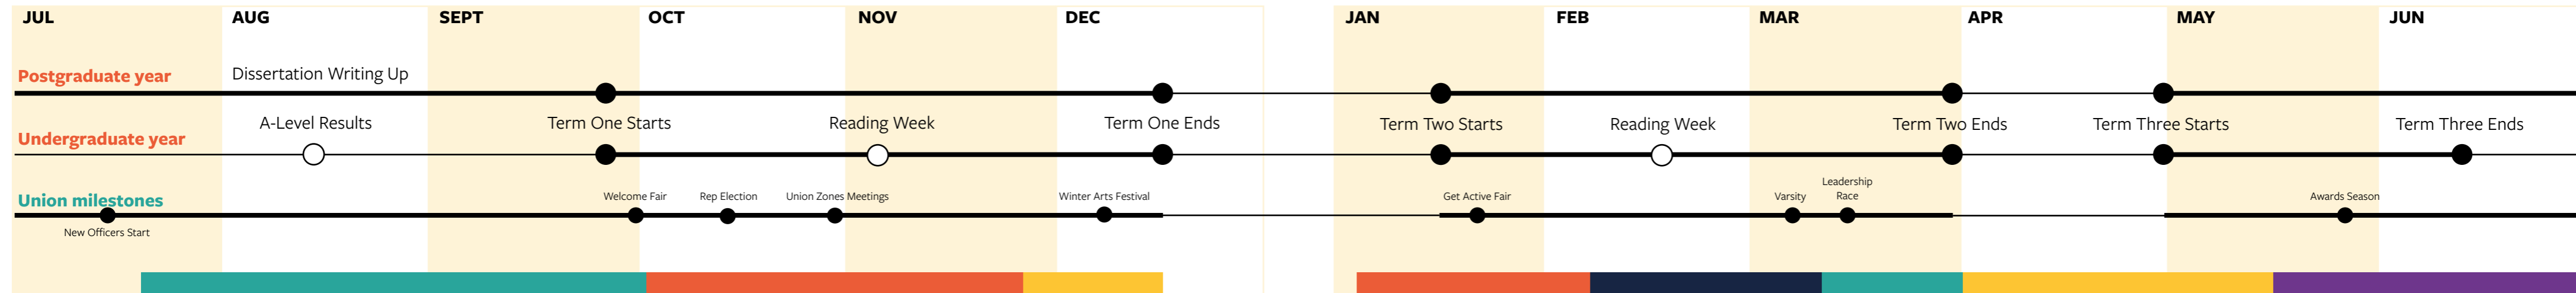 JUL
AUG
SEPT
OCT
NOV
DEC
JAN
FEB
MAR
APR
MAY
JUN
Postgraduate year
Dissertation Writing Up
Undergraduate year
A-Level Results
Term One Starts
Reading Week
Term One Ends
Term Two Starts
Reading Week
Term Two Ends
Term Three Starts
Term Three Ends
Union milestones
New Officers Start
Welcome Fair
Rep Election
Union Zones Meetings
Winter Arts Festival
Get Active Fair
Varsity
Leadership
Race
Awards Season